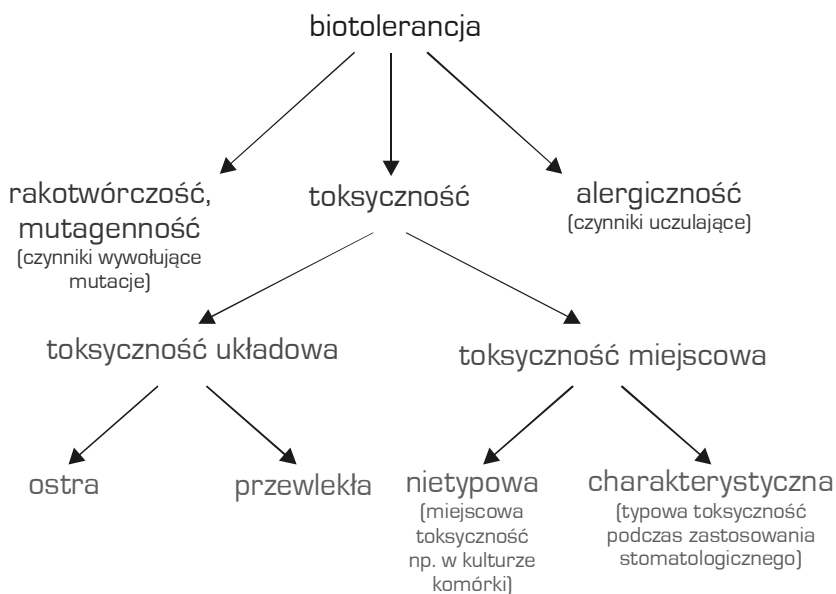 biotolerancja
rakotwórczość,
mutagenność
(czynniki wywołujące
mutacje)
toksyczność
alergiczność
(czynniki uczulające)
toksyczność układowa
toksyczność miejscowa
ostra
przewlekła
nietypowa
(miejscowa
toksyczność
np. w kulturze
komórki)
charakterystyczna
(typowa toksyczność
podczas zastosowania
stomatologicznego)